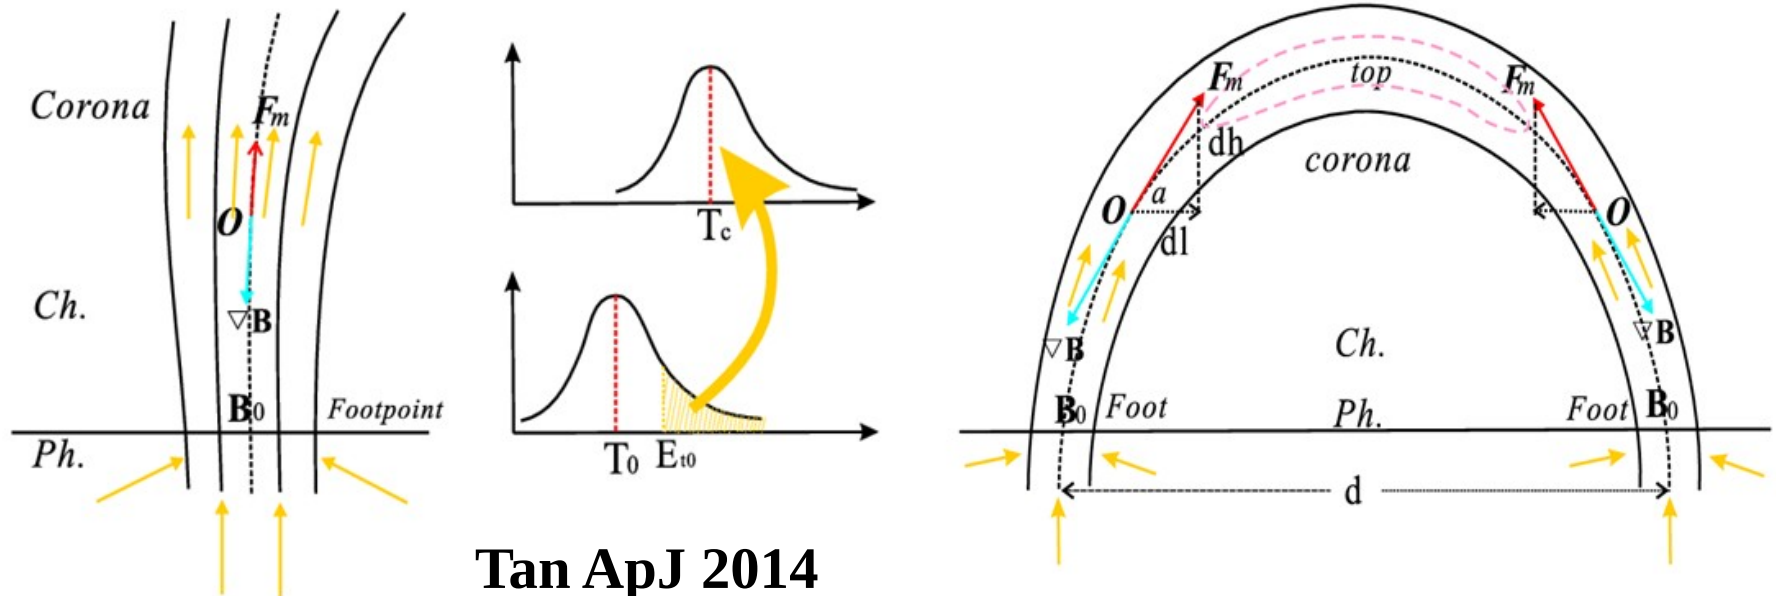 Corona
Fm
O
Ch.
▽B
B0
Footpoint
Ph.
Tc
T0 Et0
Tan ApJ 2014
Fm top Fm
dh
corona
O a O
dl
Ch.
▽B ▽B
B0 Foot Ph. Foot B0
d